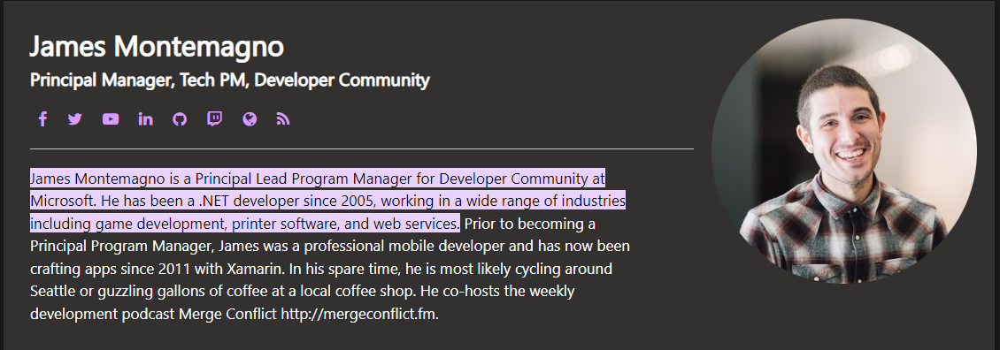 James Montemagno
Principal Manager, Tech PM, Developer Community
James Montemagno is a Principal Lead Program Manager for Developer Community at
Microsoft. He has been a .NET developer since 2005, working in a wide range of industries
including game development, printer software, and web services. Prior to becoming a
Principal Program Manager, James was a professional mobile developer and has now been
crafting apps since 2011 with Xamarin. In his spare time, he is most likely cycling around
Seattle or guzzling gallons of coffee at a local coffee shop. He co-hosts the weekly
development podcast Merge Conflict http://mergeconflict.fm.